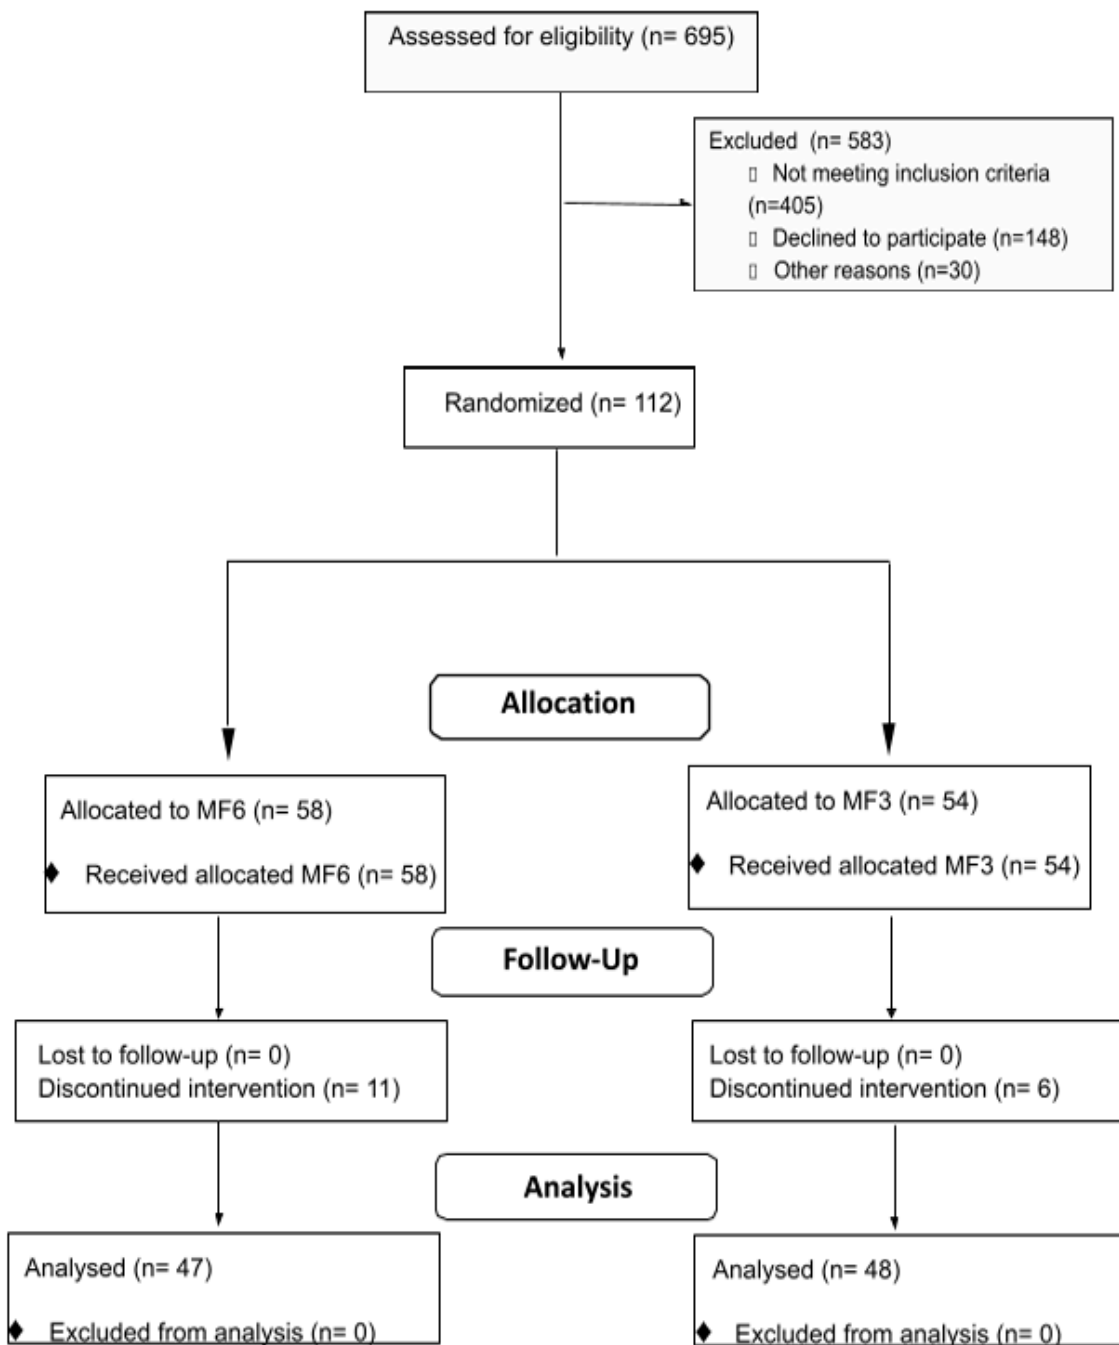 Assessed for eligibility (n= 695)
Excluded  (n= 583)
▯ Not meeting inclusion criteria
(n=405)
▯ Declined to participate (n=148)
▯ Other reasons (n=30)
Randomized (n= 112)
Allocation
Allocated to MF6 (n= 58)
♦ Received allocated MF6 (n= 58)
Allocated to MF3 (n= 54)
♦ Received allocated MF3 (n= 54)
Follow-Up
Lost to follow-up (n= 0)
Discontinued intervention (n= 11)
Lost to follow-up (n= 0)
Discontinued intervention (n= 6)
Analysis
Analysed (n= 47)
♦ Excluded from analysis (n= 0)
Analysed (n= 48)
♦ Excluded from analysis (n= 0)